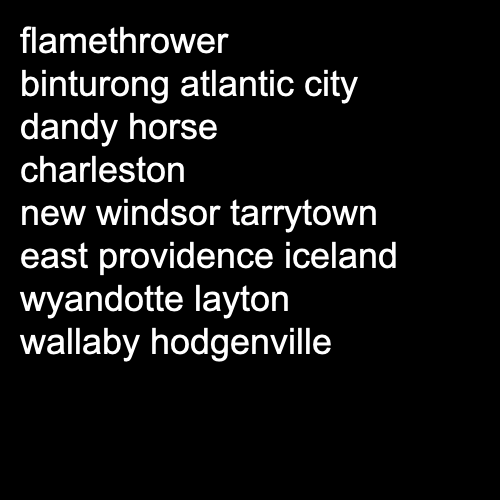 flamethrower
binturong atlantic city
dandy horse
charleston
new windsor tarrytown
east providence iceland
wyandotte layton
wallaby hodgenville